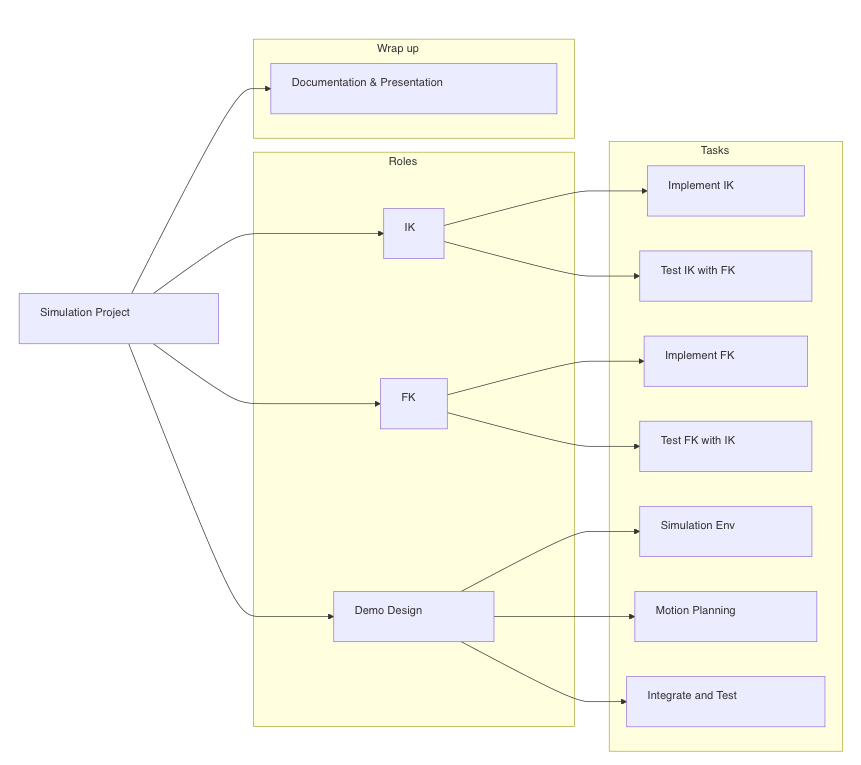 Wrap up
Documentation & Presentation
Roles
Tasks
Implement IK
IK
Test IK with FK
Simulation Project
Implement FK
FK
Test FK with IK
Simulation Env
Demo Design
Motion Planning
Integrate and Test